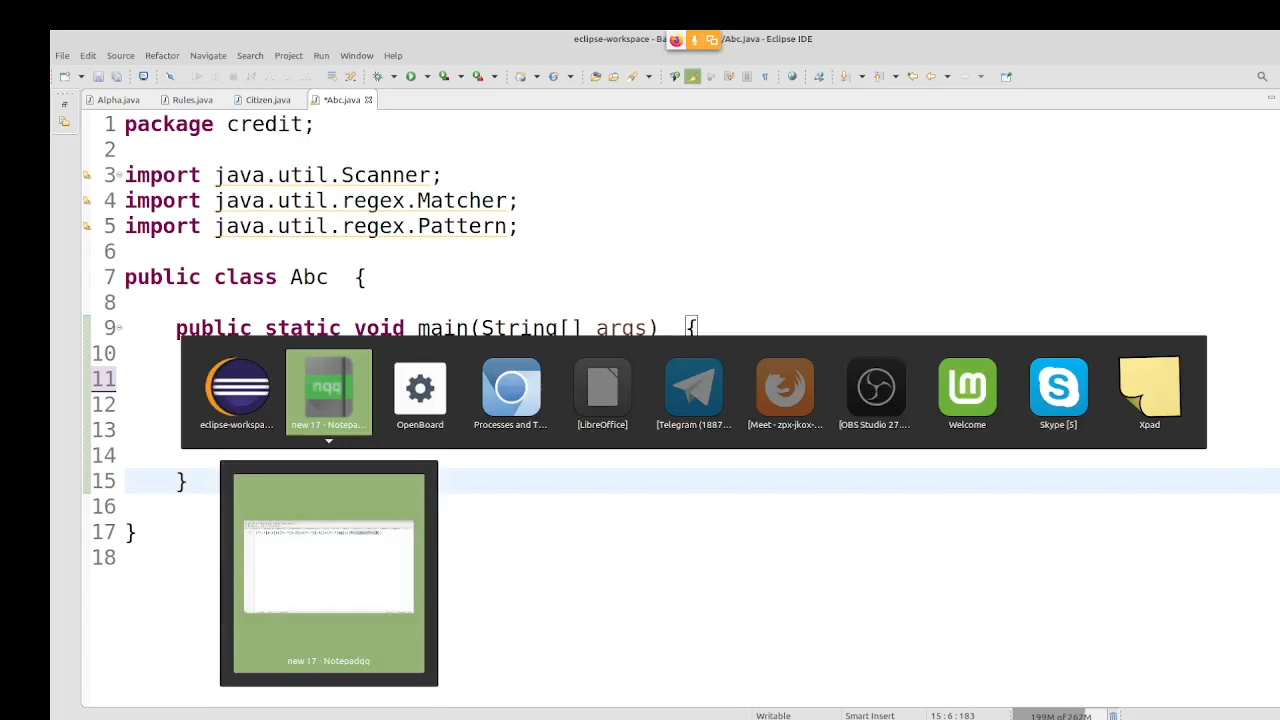 eclipse-workspace - Ba /Abc.java - Eclipse IDE
File Edit Source Refactor Navigate Search Project Run Window Help
Alpha.java Rules.java Citizen.java *Abc.java
1 package credit;
2
3 import java.util.Scanner;
4 import java.util.regex.Matcher;
5 import java.util.regex.Pattern;
6
7 public class Abc {
8
9 public static void main(String[] args) {
10
11
12
13
14
15 }
16
17 }
18
nqq
eclipse-workspa... new 17 - Notepa... OpenBoard Processes and T... [LibreOffice] [Telegram (1887... [Meet - zpx-jkox-... [OBS Studio 27.... Welcome Skype [5] Xpad
new 17 - Notepadqq
Writable Smart Insert 15 : 6 : 183 199M of 262M